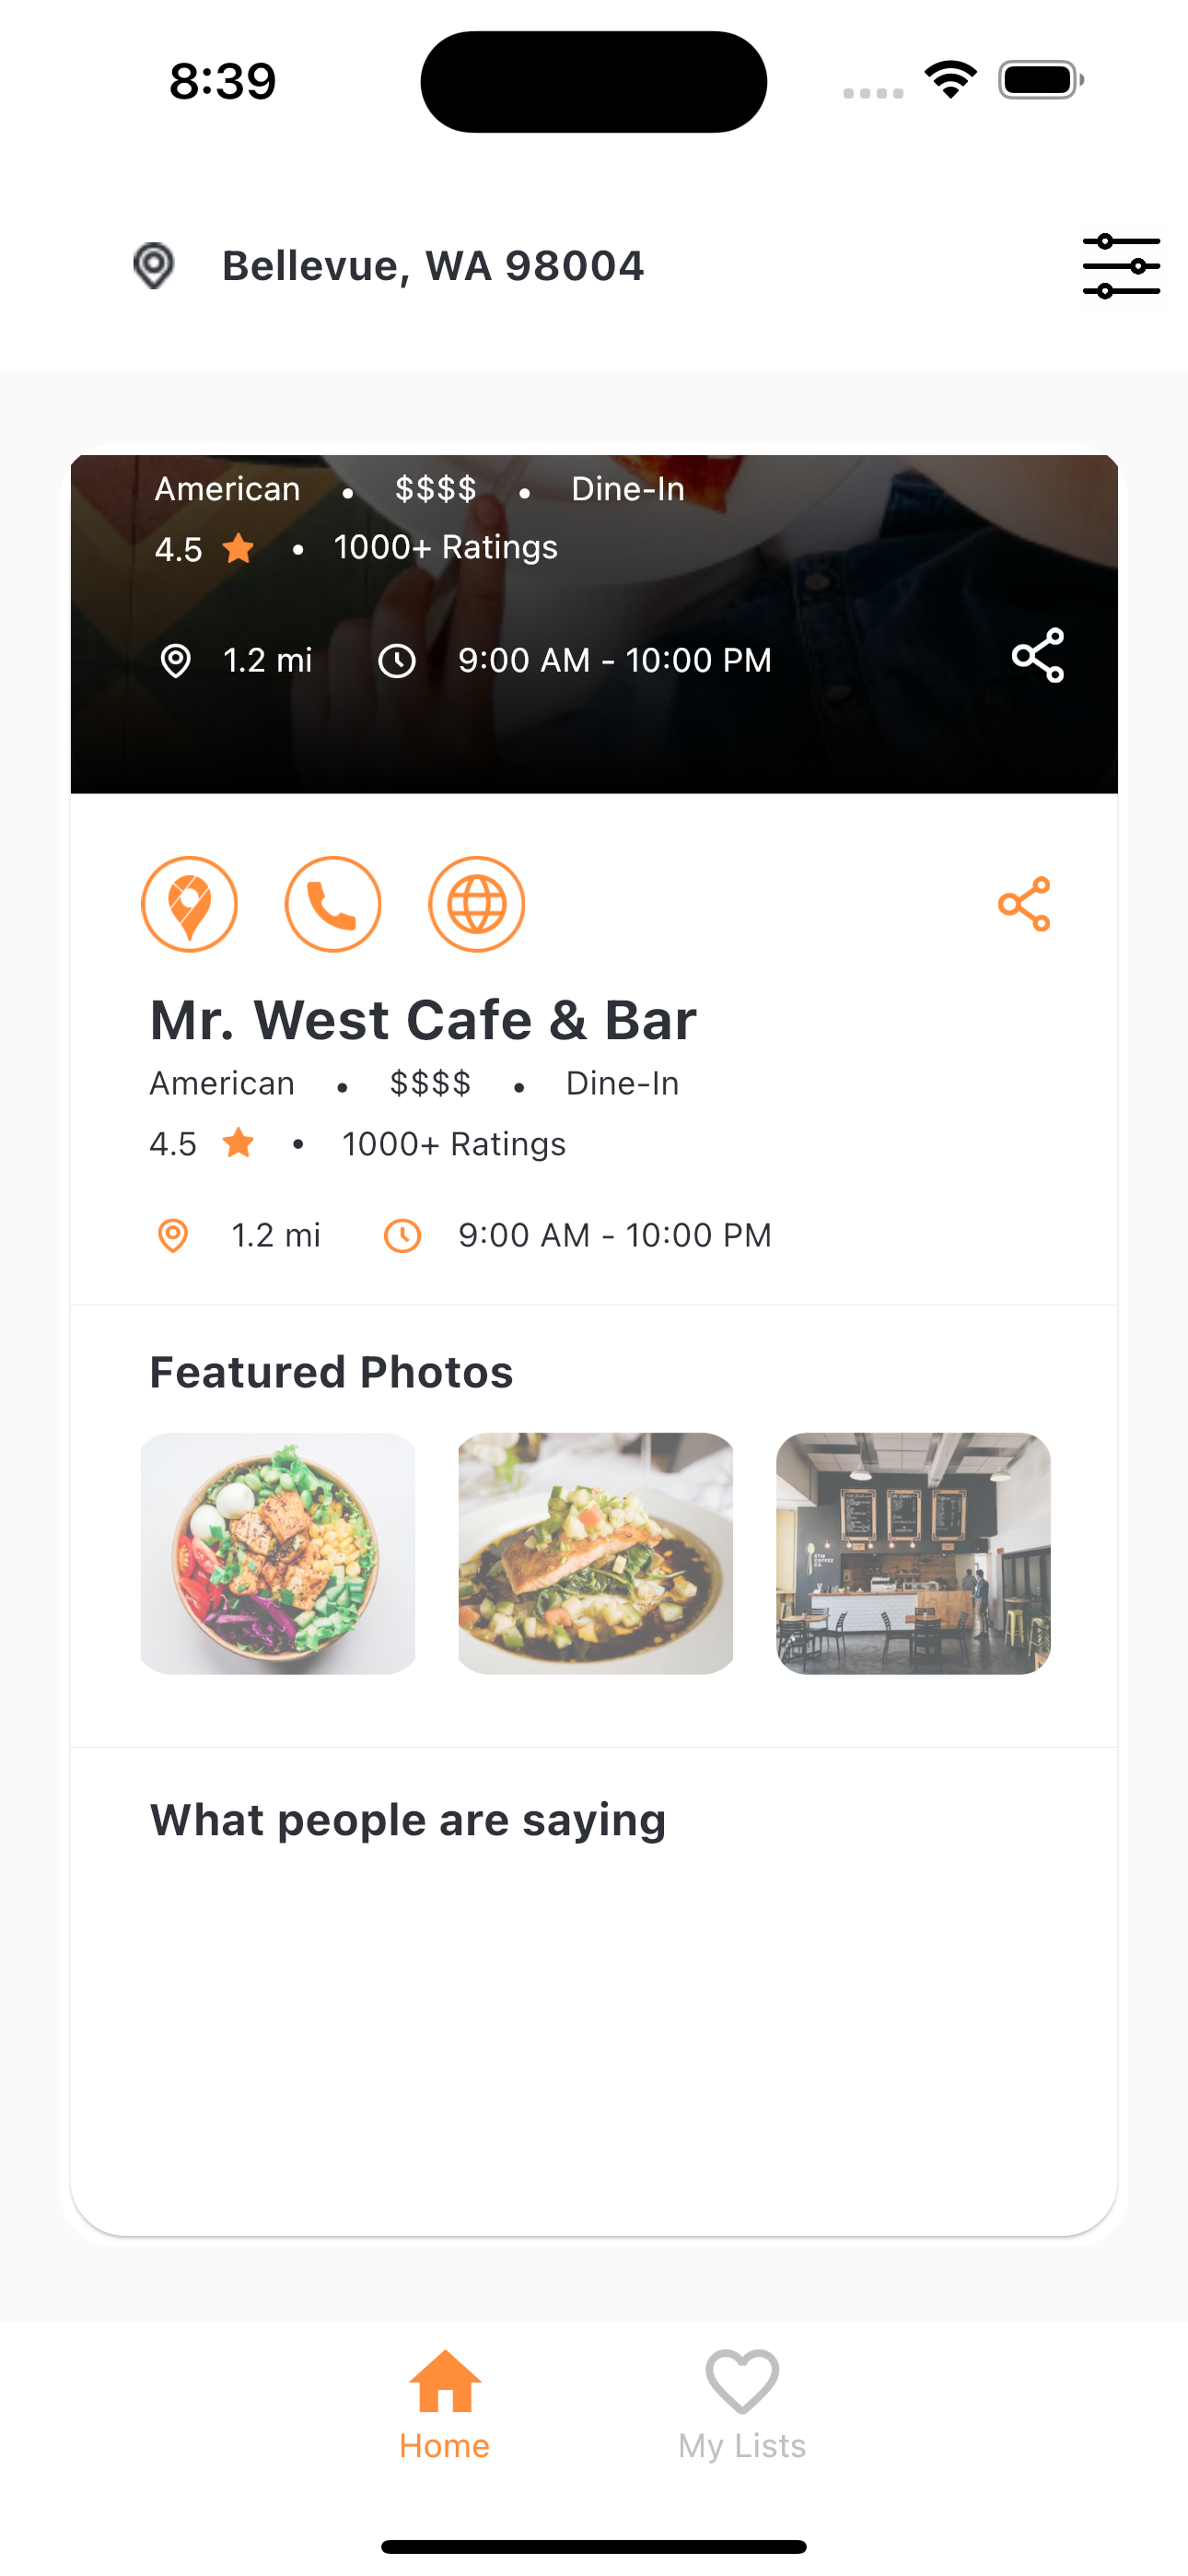 8:39
Bellevue, WA 98004
American • $$$$ • Dine-In
4.5 • 1000+ Ratings
1.2 mi 9:00 AM - 10:00 PM
Mr. West Cafe & Bar
American • $$$$ • Dine-In
4.5 • 1000+ Ratings
1.2 mi 9:00 AM - 10:00 PM
Featured Photos
What people are saying
Home My Lists